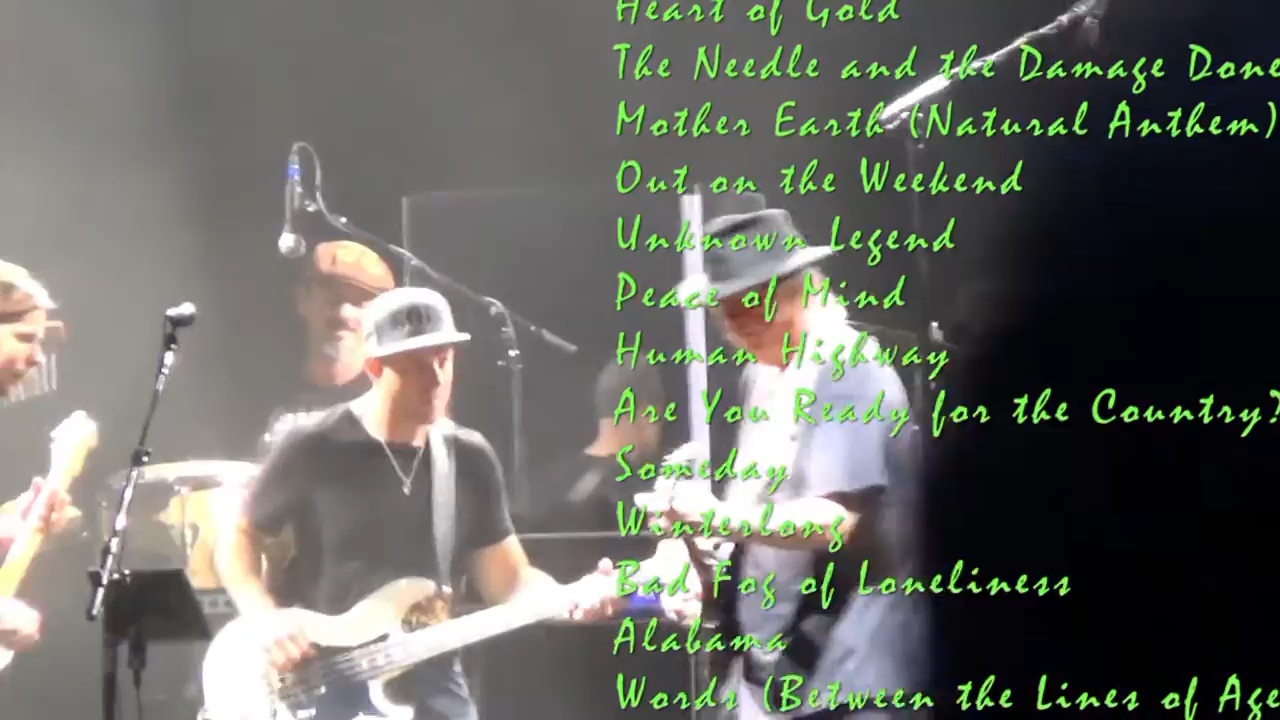 Heart of Gold
The Needle and the Damage Done
Mother Earth (Natural Anthem)
Out on the Weekend
Unknown Legend
Peace of Mind
Human Highway
Are You Ready for the Country?
Someday
Winterlong
Bad Fog of Loneliness
Alabama
Words (Between the Lines of Age